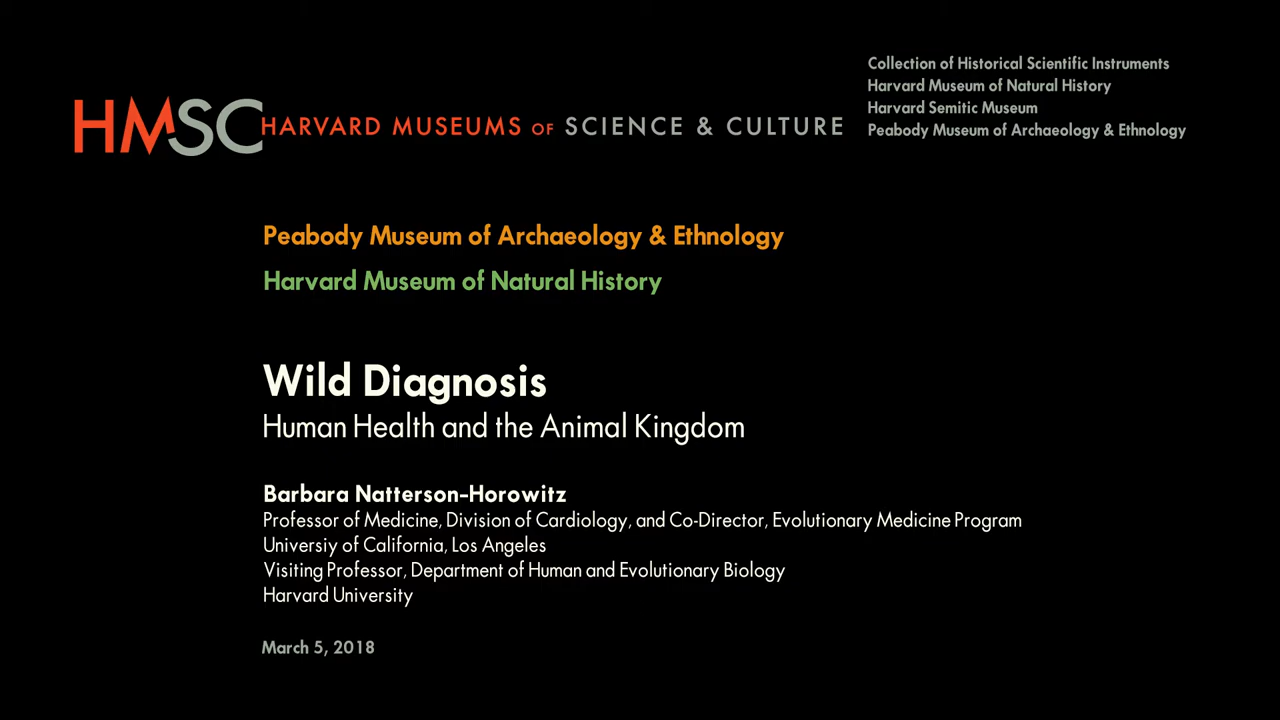 HMSC HARVARD MUSEUMS OF SCIENCE & CULTURE
Collection of Historical Scientific Instruments
Harvard Museum of Natural History
Harvard Semitic Museum
Peabody Museum of Archaeology & Ethnology
Peabody Museum of Archaeology & Ethnology
Harvard Museum of Natural History
Wild Diagnosis
Human Health and the Animal Kingdom
Barbara Natterson-Horowitz
Professor of Medicine, Division of Cardiology, and Co-Director, Evolutionary Medicine Program
Universiy of California, Los Angeles
Visiting Professor, Department of Human and Evolutionary Biology
Harvard University
March 5, 2018